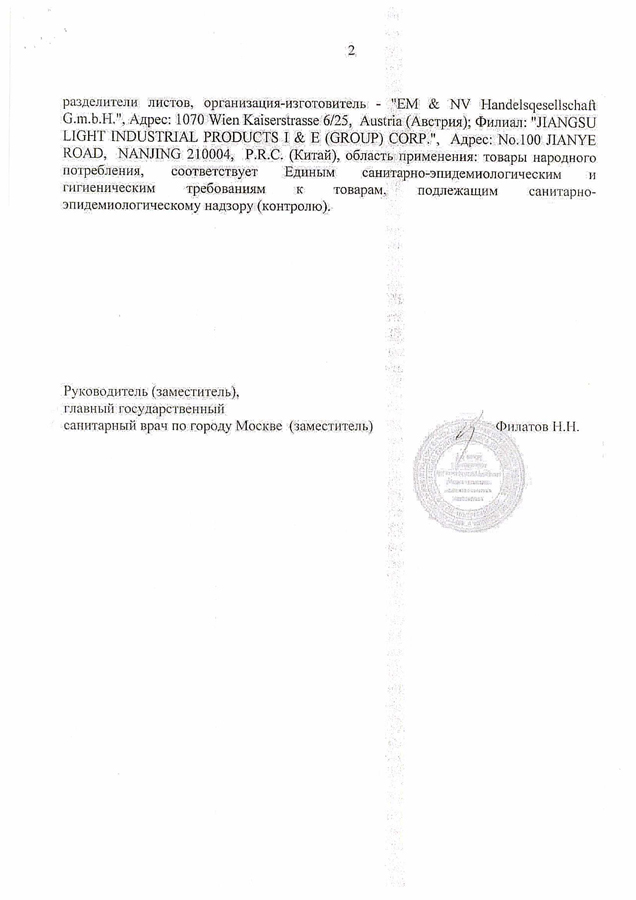 2
разделители листов, организация-изготовитель - "EM & NV Handelsqesellschaft
G.m.b.H.", Адрес: 1070 Wien Kaiserstrasse 6/25, Austria (Австрия); Филиал: "JIANGSU
LIGHT INDUSTRIAL PRODUCTS I & E (GROUP) CORP.", Адрес: No.100 JIANYE
ROAD, NANJING 210004, P.R.C. (Китай), область применения: товары народного
потребления, соответствует Единым санитарно-эпидемиологическим и
гигиеническим требованиям к товарам, подлежащим санитарно-
эпидемиологическому надзору (контролю).
Руководитель (заместитель),
главный государственный
санитарный врач по городу Москве (заместитель)
Филатов Н.Н.